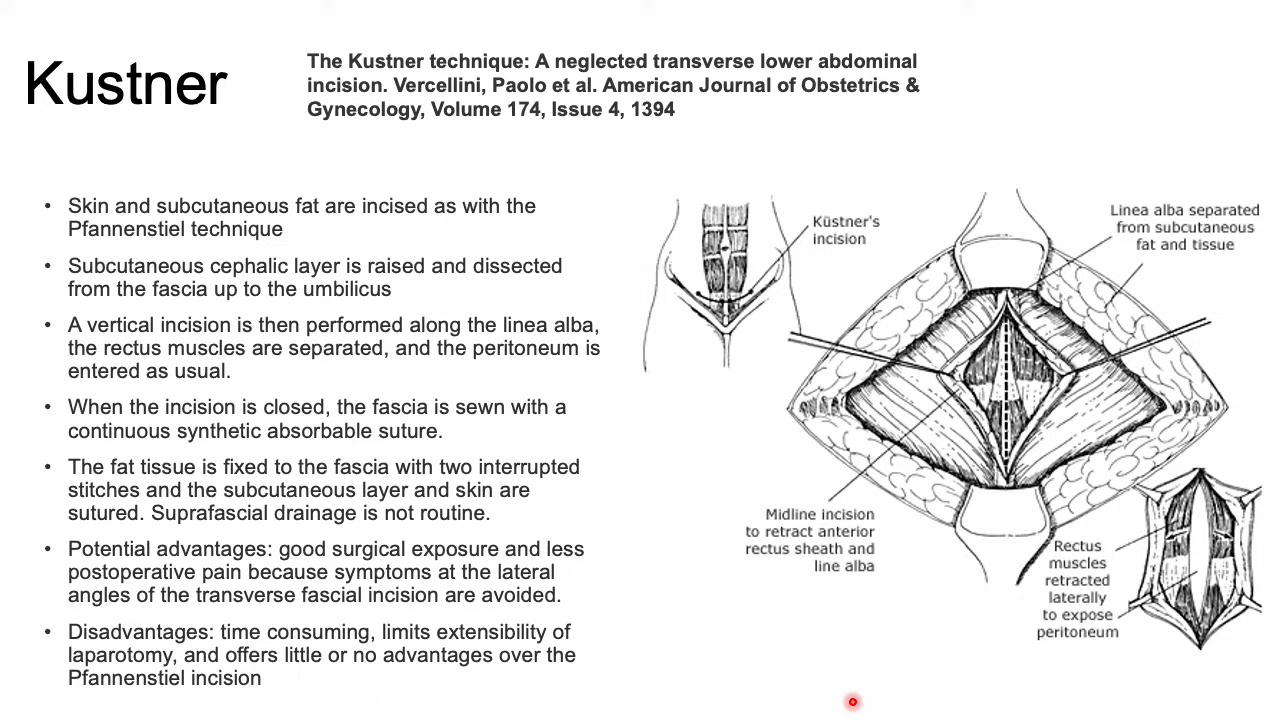 Kustner
The Kustner technique: A neglected transverse lower abdominal
incision. Vercellini, Paolo et al. American Journal of Obstetrics &
Gynecology, Volume 174, Issue 4, 1394
• Skin and subcutaneous fat are incised as with the
Pfannenstiel technique
• Subcutaneous cephalic layer is raised and dissected
from the fascia up to the umbilicus
• A vertical incision is then performed along the linea alba,
the rectus muscles are separated, and the peritoneum is
entered as usual.
• When the incision is closed, the fascia is sewn with a
continuous synthetic absorbable suture.
• The fat tissue is fixed to the fascia with two interrupted
stitches and the subcutaneous layer and skin are
sutured. Suprafascial drainage is not routine.
• Potential advantages: good surgical exposure and less
postoperative pain because symptoms at the lateral
angles of the transverse fascial incision are avoided.
• Disadvantages: time consuming, limits extensibility of
laparotomy, and offers little or no advantages over the
Pfannenstiel incision
Küstner's
incision
Linea alba separated
from subcutaneous
fat and tissue
Midline incision
to retract anterior
rectus sheath and
line alba
Rectus
muscles
retracted
laterally
to expose
peritoneum